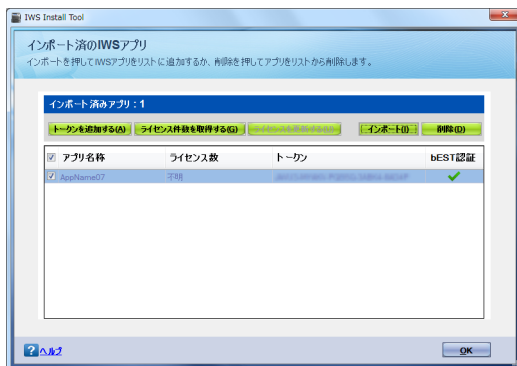 IWS Install Tool
インポート済のIWSアプリ
インポートを押してIWSアプリをリストに追加するか、削除を押してアプリをリストから削除します。
インポート済みアプリ：1
トークンを追加する(A) ライセンス件数を取得する(G) インポート(I) 削除(D)
アプリ名称 ライセンス数 トークン bEST認証
AppName07 不明
ヘルプ OK